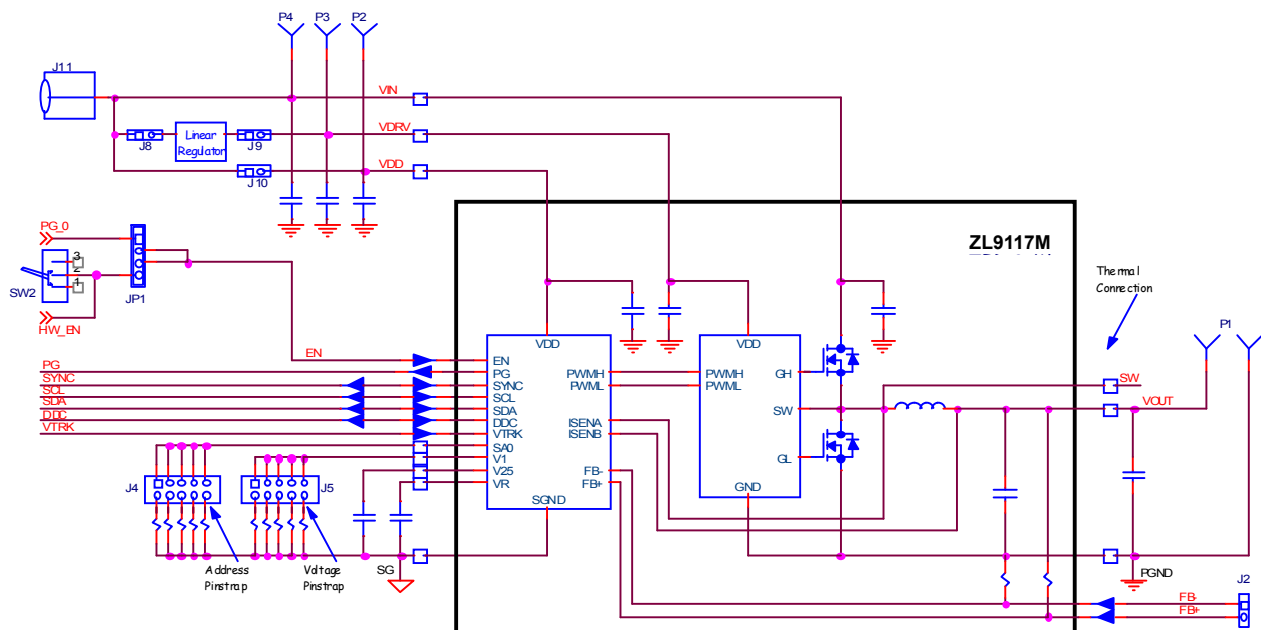 P4 P3 P2
J11
VIN
J8
Linear
Regulator
J9
VDRV
J10
VDD
PG_0
3
2
1
SW2
JP1
HW_EN
ZL9117M
Thermal
Connection
P1
EN
PG
SYNC
SCL
SDA
DDC
VTRK
VDD
EN
PG
SYNC
SCL
SDA
DDC
VTRK
SA0
V1
V25
VR
PWMH
PWML
ISENA
ISENB
FB-
FB+
SGND
VDD
PWMH
PWML
GH
SW
GL
GND
SW
VOUT
J4
J5
Address
Pinstrap
Voltage
Pinstrap
SG
PGND
J2
FB-
FB+